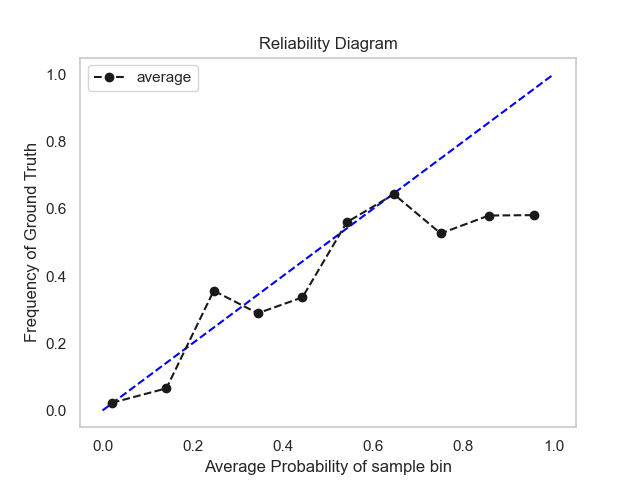 Reliability Diagram
average
1.0
0.8
0.6
0.4
0.2
0.0
Frequency of Ground Truth
0.0 0.2 0.4 0.6 0.8 1.0
Average Probability of sample bin